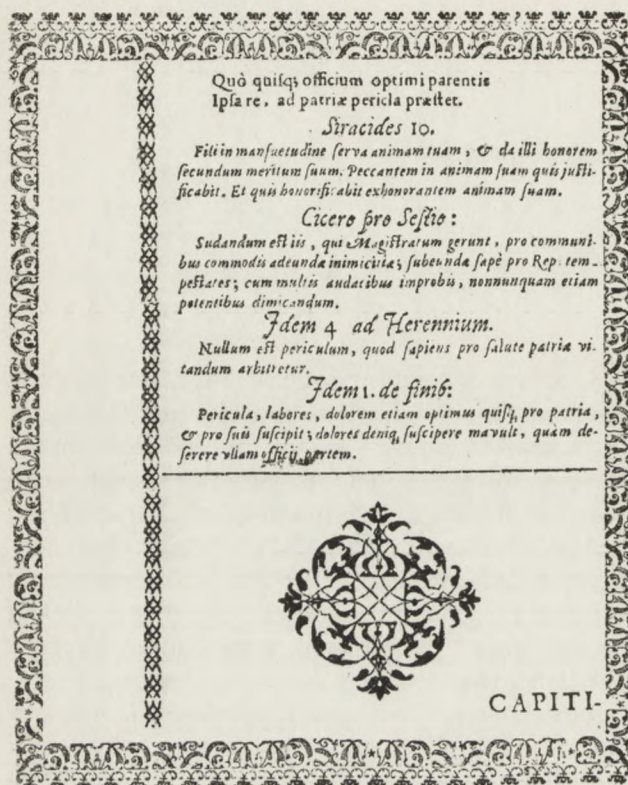 Quò quiſq; officium optimi parentis
Ipſa re, ad patriæ pericla præſtet.
Siracides 10.
Fili in manſuetudine ſerva animam tuam, & da illi honorem
ſecundum meritum ſuum. Peccantem in animam ſuam quis juſti-
ficabit. Et quis honorificabit exhonorantem animam ſuam.
Cicero pro Seſtio:
Sudandum eſt iis, qui Magiſtratum gerunt, pro communi-
bus commodis adeundæ inimicitiæ; ſubeundæ ſæpè pro Rep: tem-
peſtates; cum multis audacibus improbis, nonnunquam etiam
potentibus dimicandum.
Idem 4 ad Herennium.
Nullum eſt periculum, quod ſapiens pro ſalute patriæ vi-
tandum arbitretur.
Idem 1. de finib:
Pericula, labores, dolorem etiam optimus quiſq; pro patria,
& pro ſuis ſuſcipit; dolores deniq; ſuſcipere mavult, quàm de-
ſerere vllam officij partem.
CAPITI-